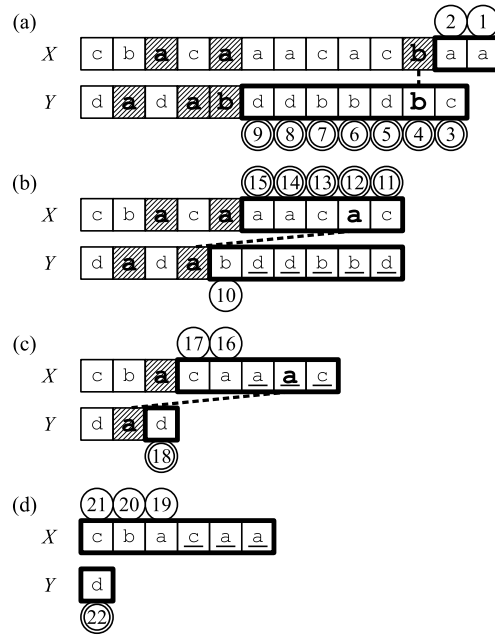 (a)
2 1
X c b a c a a a c a c b a a
Y d a d a b d d b b d b c
9 8 7 6 5 4 3
(b)
15 14 13 12 11
X c b a c a a a c a c
Y d a d a b d d b b d
10
(c)
17 16
X c b a c a a a c
Y d a d
18
(d)
21 20 19
X c b a c a a
Y d
22